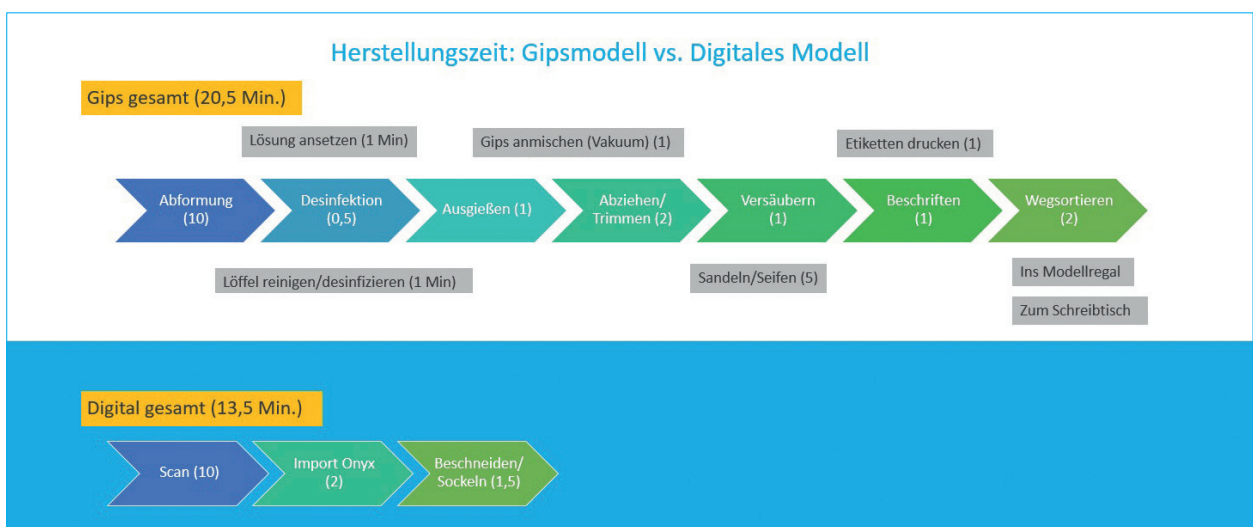 Herstellungszeit: Gipsmodell vs. Digitales Modell
Gips gesamt (20,5 Min.)
Lösung ansetzen (1 Min)
Gips anmischen (Vakuum) (1)
Etiketten drucken (1)
Abformung
(10)
Desinfektion
(0,5)
Ausgießen (1)
Abziehen/
Trimmen (2)
Versäubern
(1)
Beschriften
(1)
Wegsortieren
(2)
Löffel reinigen/desinfizieren (1 Min)
Sandeln/Seifen (5)
Ins Modellregal
Zum Schreibtisch
Digital gesamt (13,5 Min.)
Scan (10)
Import Onyx
(2)
Beschneiden/
Sockeln (1,5)